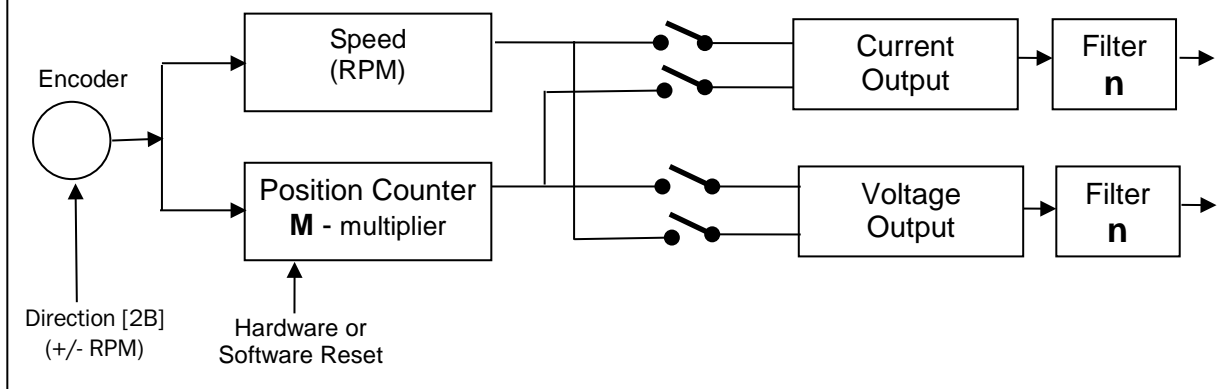 Encoder
Speed
(RPM)
Current
Output
Filter
n
Position Counter
M - multiplier
Voltage
Output
Filter
n
Direction [2B]
(+/- RPM)
Hardware or
Software Reset